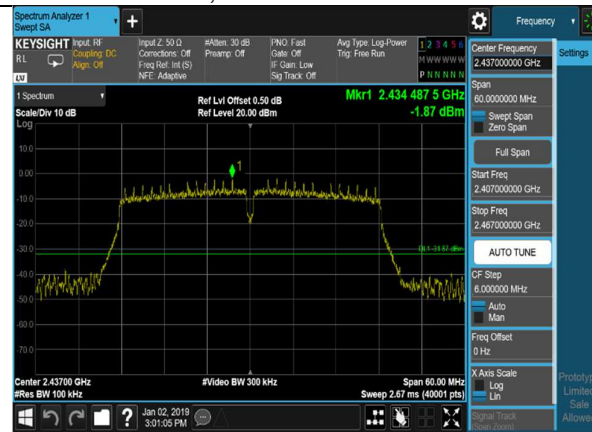 Spectrum Analyzer 1
Swept SA
+
Frequency
KEYSIGHT
RL
Input: RF
Coupling: DC
Align: Off
Input Z: 50 Ω
Corrections: Off
Freq Ref: Int (S)
NFE: Adaptive
#Atten: 30 dB
Preamp: Off
PNO: Fast
Gate: Off
IF Gain: Low
Sig Track: Off
Avg Type: Log-Power
Trig: Free Run
1 2 3 4 5 6
M W W W W W
P N N N N N
LXI
1 Spectrum
Scale/Div 10 dB
Log
Ref Lvl Offset 0.50 dB
Ref Level 20.00 dBm
Mkr1 2.434 487 5 GHz
-1.87 dBm
10.0
0.00
-10.0
-20.0
-30.0
-40.0
-50.0
-60.0
-70.0
1
DL1 -31.87 dBm
Center 2.43700 GHz
#Res BW 100 kHz
#Video BW 300 kHz
Span 60.00 MHz
Sweep 2.67 ms (40001 pts)
Jan 02, 2019
3:01:05 PM
?
Center Frequency
2.437000000 GHz
Settings
Span
60.0000000 MHz
Swept Span
Zero Span
Full Span
Start Freq
2.407000000 GHz
Stop Freq
2.467000000 GHz
AUTO TUNE
CF Step
6.000000 MHz
Auto
Man
Freq Offset
0 Hz
X Axis Scale
Log
Lin
Signal Track
(Span Zoom)
Limited
Sale